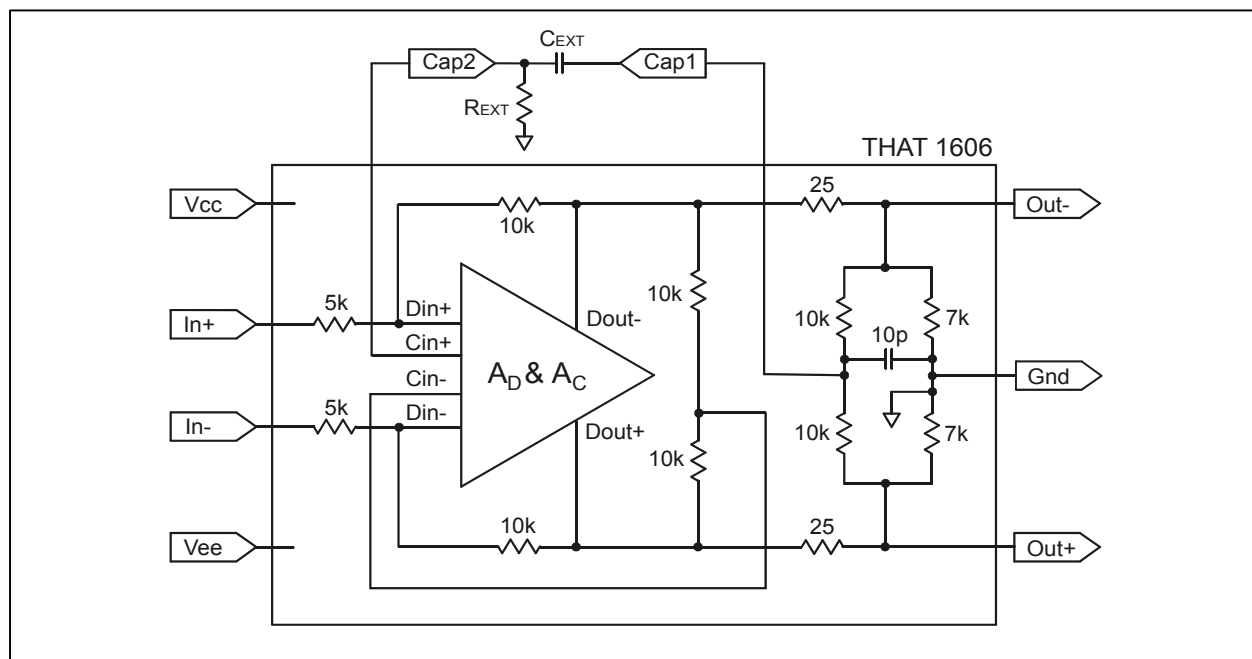 CEXT
Cap2
Cap1
REXT
THAT 1606
Vcc
10k
25
Out-
5k
In+
Din+
Cin+
Dout-
10k
10k
7k
10p
AD & AC
Gnd
Cin-
Din-
5k
In-
Dout+
10k
10k
7k
Vee
10k
25
Out+